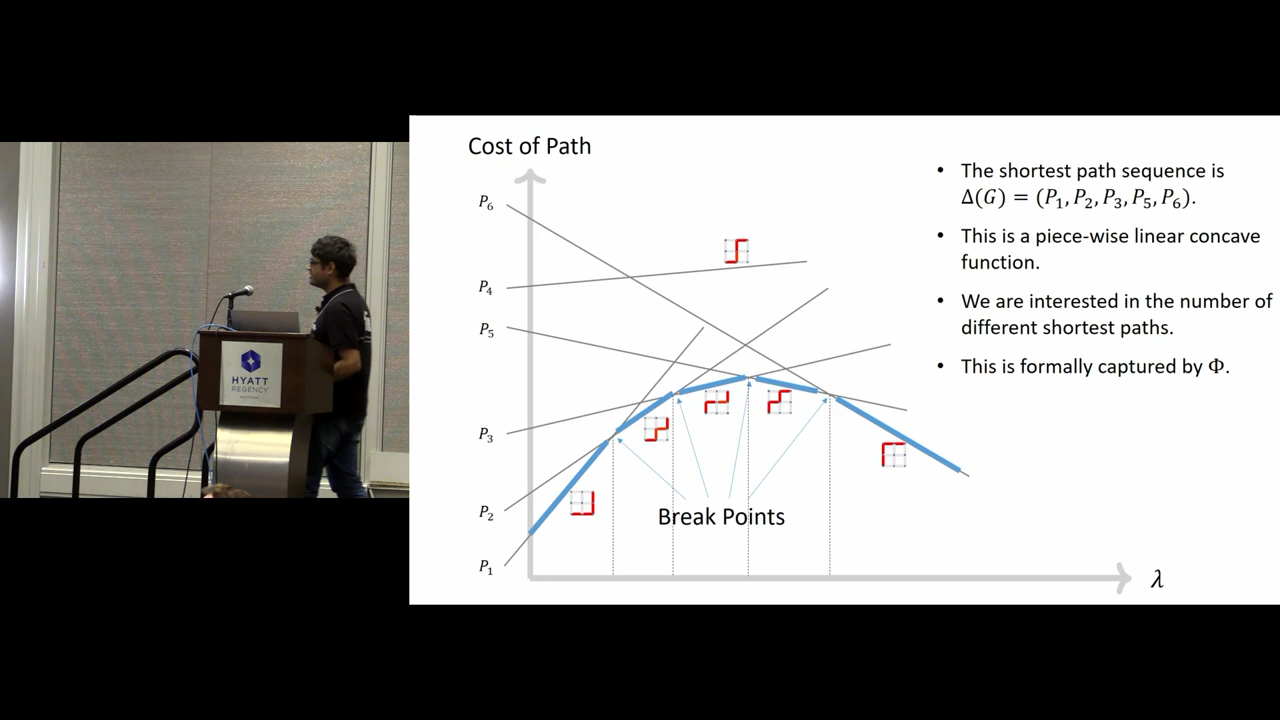 Cost of Path
P₆
P₄
P₅
P₃
P₂
P₁
Break Points
λ
• The shortest path sequence is
Δ(G) = (P₁, P₂, P₃, P₅, P₆).
• This is a piece-wise linear concave
function.
• We are interested in the number of
different shortest paths.
• This is formally captured by Φ.
HYATT
REGENCY